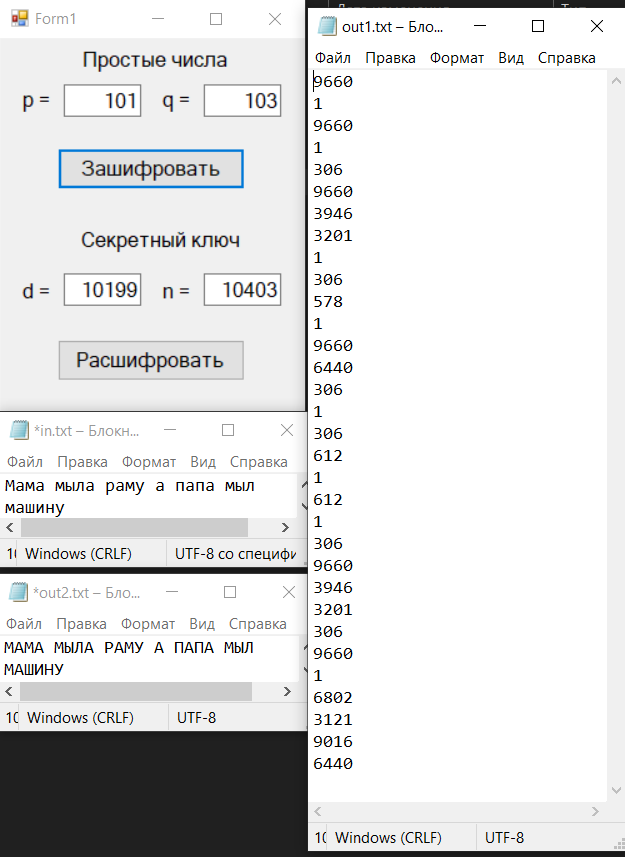 Form1
Простые числа
p = 101 q = 103
Зашифровать
Секретный ключ
d = 10199 n = 10403
Расшифровать
*in.txt – Блокн...
Файл Правка Формат Вид Справка
Мама мыла раму а папа мыл
машину
Windows (CRLF) UTF-8 со специфи
*out2.txt – Бло...
Файл Правка Формат Вид Справка
МАМА МЫЛА РАМУ А ПАПА МЫЛ
МАШИНУ
Windows (CRLF) UTF-8
out1.txt – Бло...
Файл Правка Формат Вид Справка
9660
1
9660
1
306
9660
3946
3201
1
306
578
1
9660
6440
306
1
306
612
1
612
1
306
9660
3946
3201
306
9660
1
6802
3121
9016
6440
Windows (CRLF) UTF-8